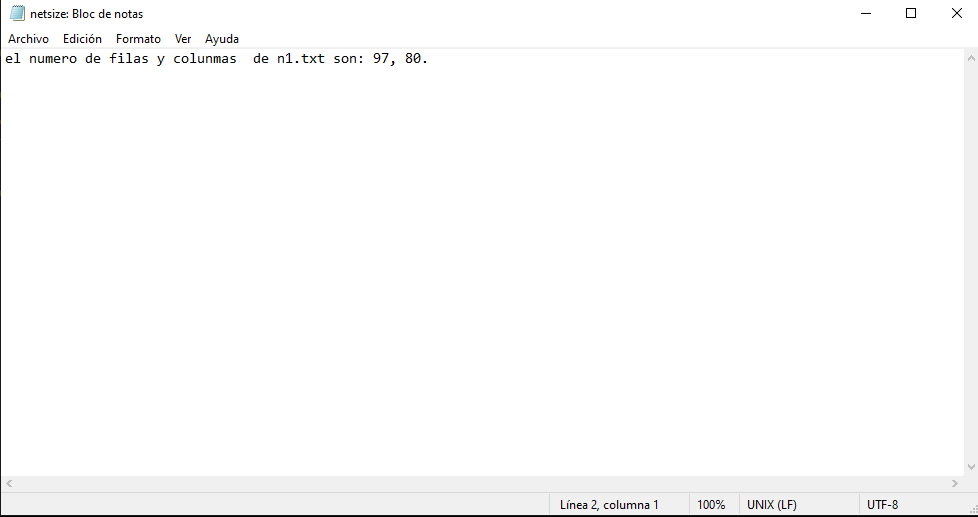 netsize: Bloc de notas
Archivo Edición Formato Ver Ayuda
el numero de filas y colunmas  de n1.txt son: 97, 80.
Línea 2, columna 1 100% UNIX (LF) UTF-8